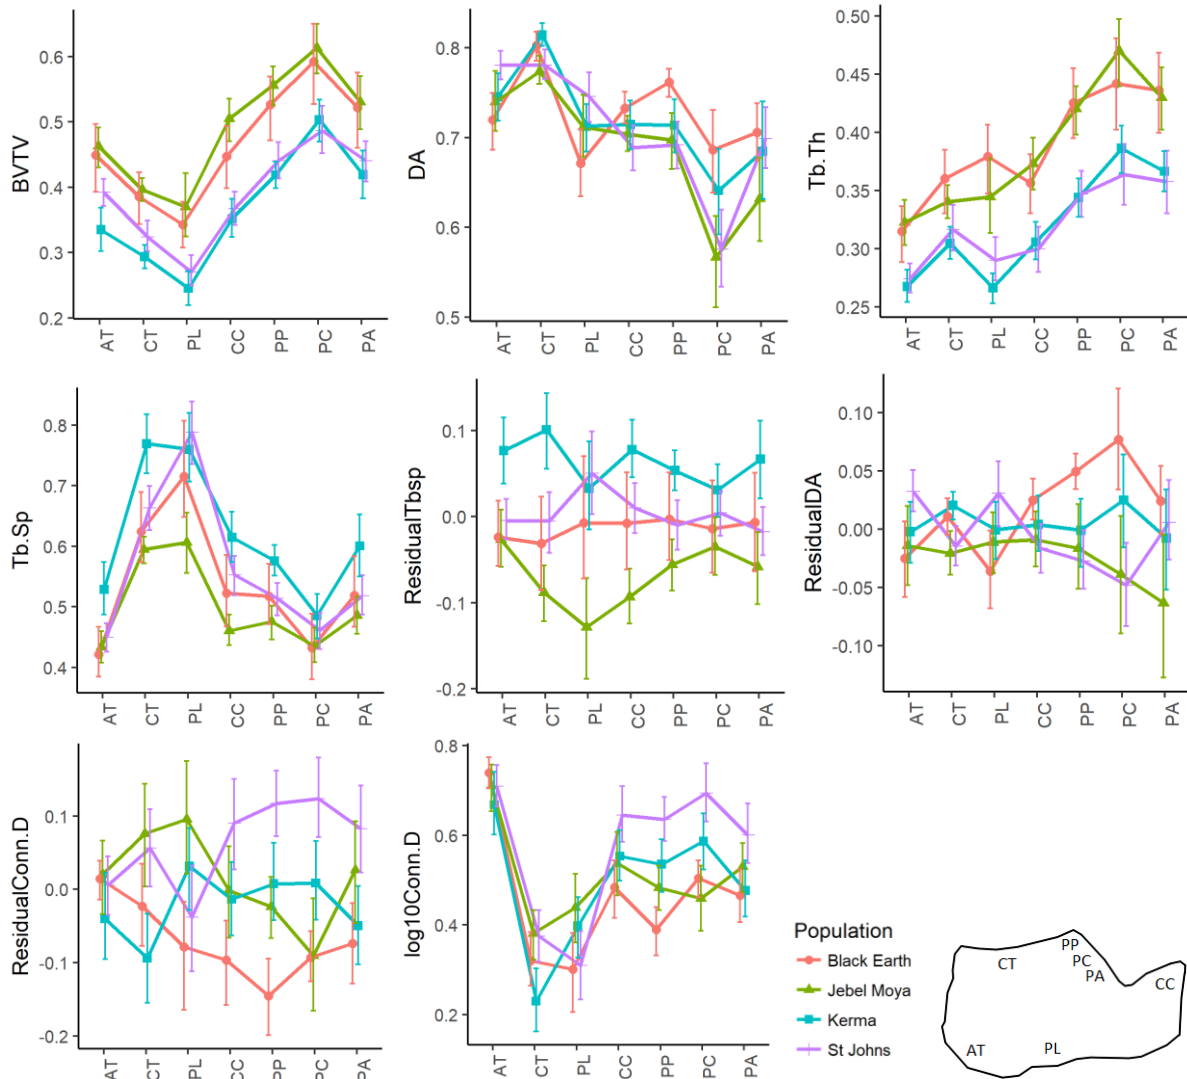 BVTV
0.6
0.5
0.4
0.3
0.2
AT CT PL CC PP PC PA
DA
0.8
0.7
0.6
0.5
AT CT PL CC PP PC PA
Tb.Th
0.50
0.45
0.40
0.35
0.30
0.25
AT CT PL CC PP PC PA
Tb.Sp
0.8
0.7
0.6
0.5
0.4
AT CT PL CC PP PC PA
ResidualTbsp
0.1
0.0
-0.1
-0.2
AT CT PL CC PP PC PA
ResidualDA
0.10
0.05
0.00
-0.05
-0.10
AT CT PL CC PP PC PA
ResidualConn.D
0.1
0.0
-0.1
-0.2
AT CT PL CC PP PC PA
log10Conn.D
0.8
0.6
0.4
0.2
AT CT PL CC PP PC PA
Population
Black Earth
Jebel Moya
Kerma
St Johns
PP
CT PC
PA
CC
AT PL